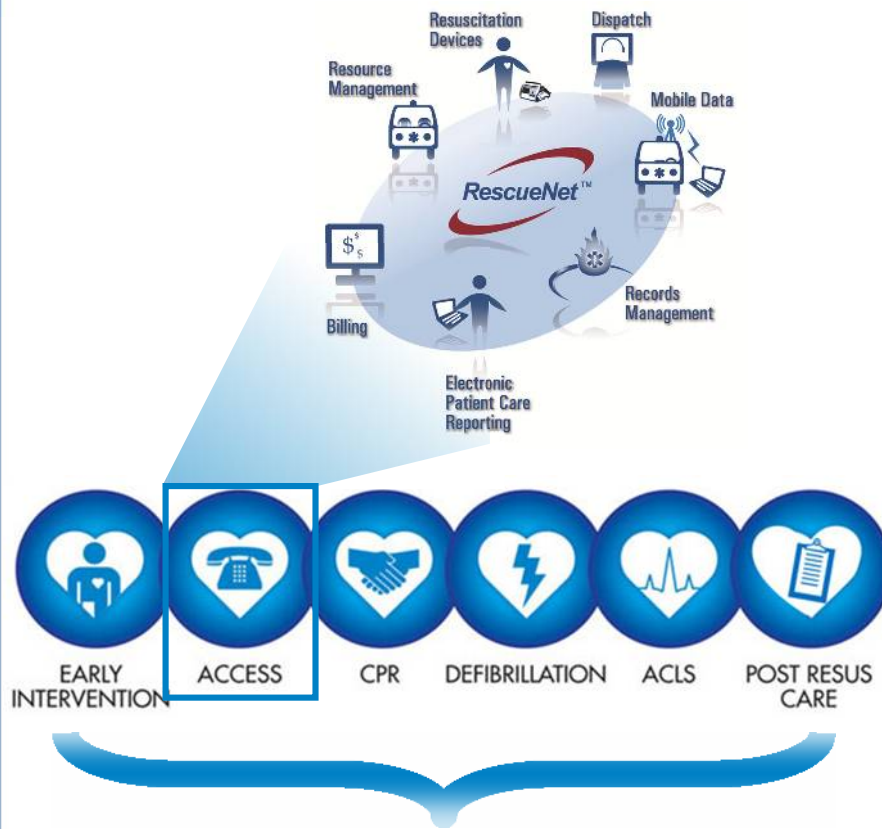 Resuscitation
Devices
Dispatch
Resource
Management
Mobile Data
RescueNet™
$ $ $
Billing
Records
Management
Electronic
Patient Care
Reporting
EARLY
INTERVENTION
ACCESS
CPR
DEFIBRILLATION
ACLS
POST RESUS
CARE